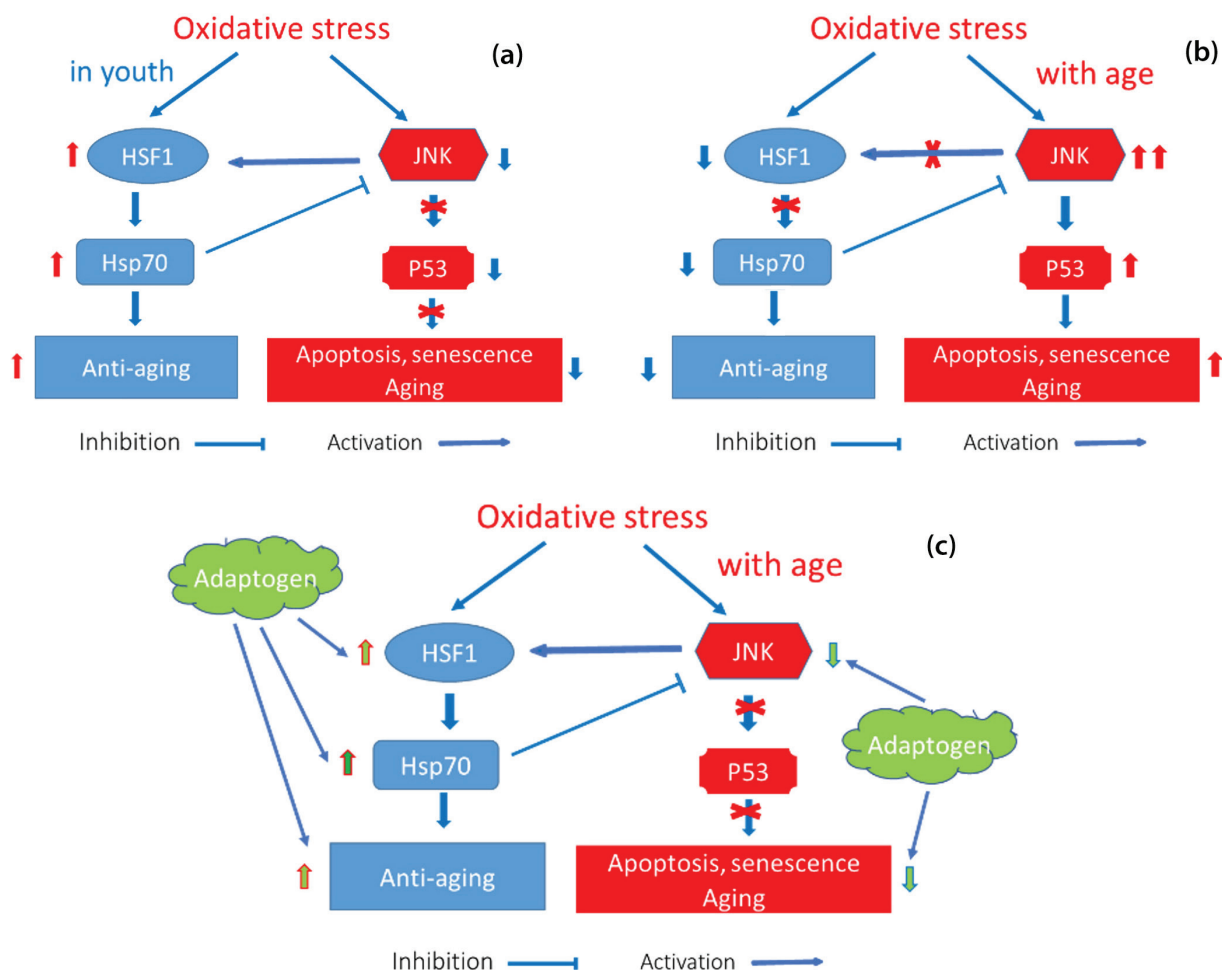 Oxidative stress
(a)
in youth
HSF1
JNK
Hsp70
P53
Anti-aging
Apoptosis, senescence
Aging
Inhibition
Activation
Oxidative stress
(b)
with age
HSF1
JNK
Hsp70
P53
Anti-aging
Apoptosis, senescence
Aging
Inhibition
Activation
Oxidative stress
(c)
with age
Adaptogen
HSF1
JNK
Adaptogen
Hsp70
P53
Anti-aging
Apoptosis, senescence
Aging
Inhibition
Activation